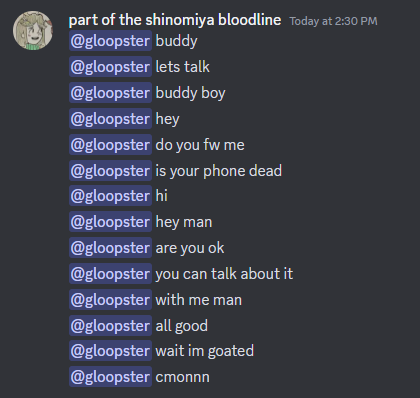 part of the shinomiya bloodline Today at 2:30 PM
@gloopster buddy
@gloopster lets talk
@gloopster buddy boy
@gloopster hey
@gloopster do you fw me
@gloopster is your phone dead
@gloopster hi
@gloopster hey man
@gloopster are you ok
@gloopster you can talk about it
@gloopster with me man
@gloopster all good
@gloopster wait im goated
@gloopster cmonnn